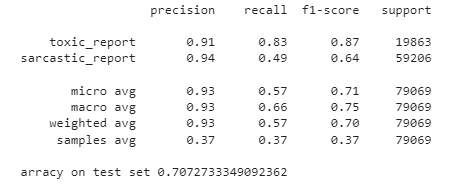 precision recall f1-score support
toxic_report 0.91 0.83 0.87 19863
sarcastic_report 0.94 0.49 0.64 59206
micro avg 0.93 0.57 0.71 79069
macro avg 0.93 0.66 0.75 79069
weighted avg 0.93 0.57 0.70 79069
samples avg 0.37 0.37 0.37 79069
arracy on test set 0.7072733349092362